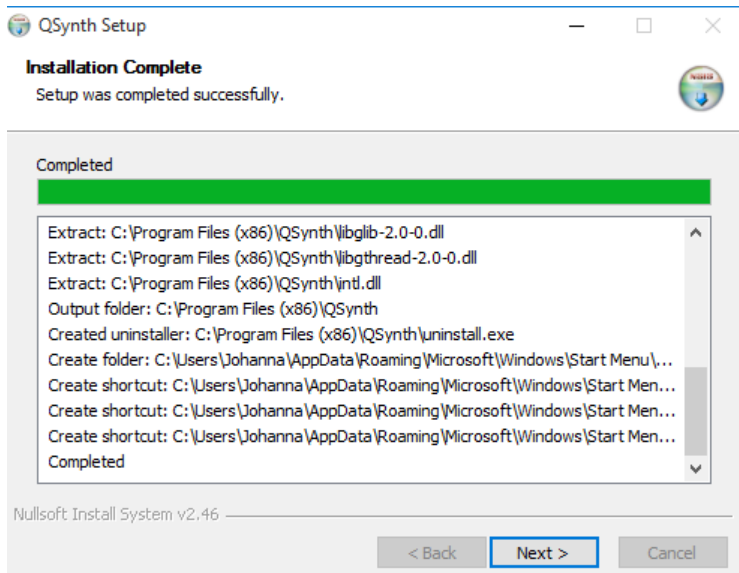 QSynth Setup
Installation Complete
Setup was completed successfully.
Completed
Extract: C:\Program Files (x86)\QSynth\libglib-2.0-0.dll
Extract: C:\Program Files (x86)\QSynth\libgthread-2.0-0.dll
Extract: C:\Program Files (x86)\QSynth\intl.dll
Output folder: C:\Program Files (x86)\QSynth
Created uninstaller: C:\Program Files (x86)\QSynth\uninstall.exe
Create folder: C:\Users\Johanna\AppData\Roaming\Microsoft\Windows\Start Menu\...
Create shortcut: C:\Users\Johanna\AppData\Roaming\Microsoft\Windows\Start Men...
Create shortcut: C:\Users\Johanna\AppData\Roaming\Microsoft\Windows\Start Men...
Create shortcut: C:\Users\Johanna\AppData\Roaming\Microsoft\Windows\Start Men...
Completed
Nullsoft Install System v2.46
< Back Next > Cancel